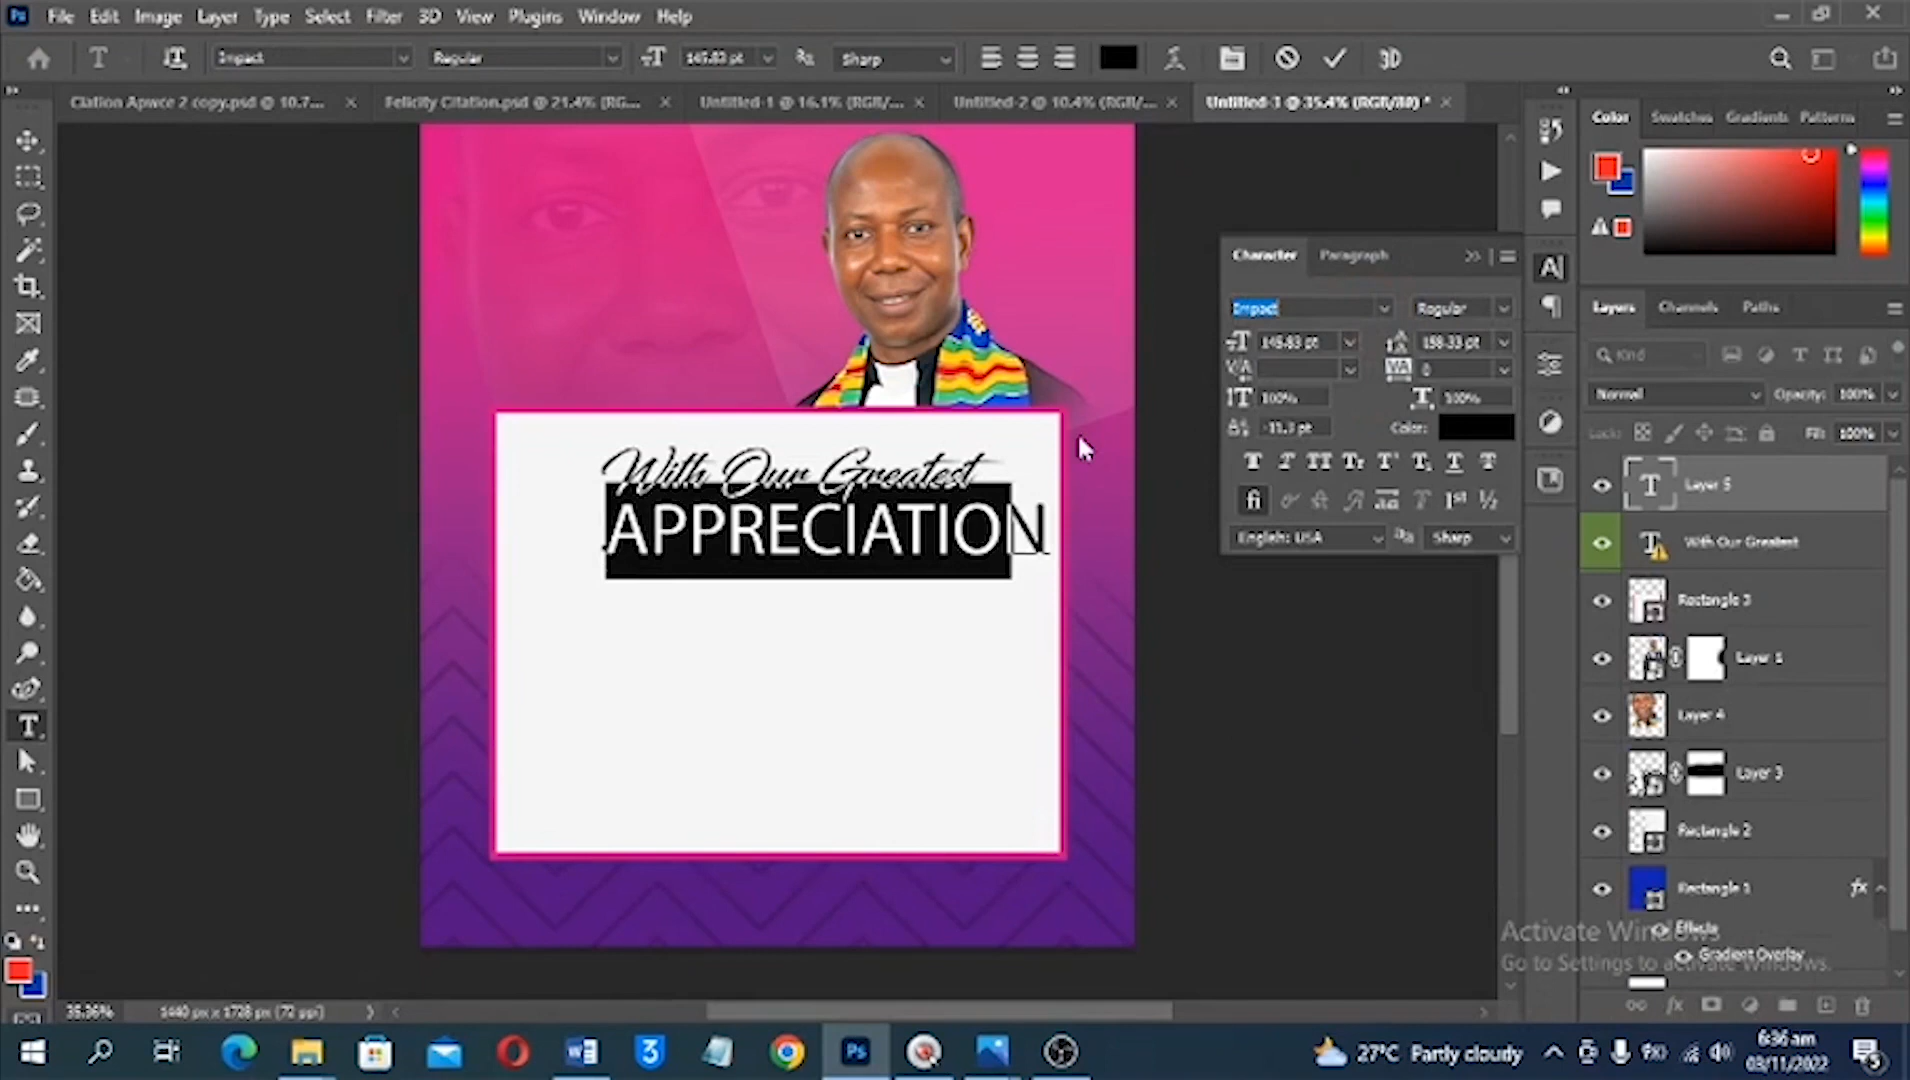 Ps File Edit Image Layer Type Select Filter 3D View Plugins Window Help
T Impact Regular 145.83 pt Sharp 3D
Clation Apwce 2 copy.psd @ 10.7... Felicity Citation.psd @ 21.4% (RG... Untitled-1 @ 16.1% (RGB/... Untitled-2 @ 10.4% (RGB/... Untitled-3 @ 35.4% (RGB/8#) *
Color Swatches Gradients Patterns
Character Paragraph
Impact Regular
145.83 pt 158.33 pt
0
100% 100%
-11.3 pt Color:
English: USA Sharp
With Our Greatest
APPRECIATION
Layers Channels Paths
Kind
Normal Opacity: 100%
Lock: Fill: 100%
Layer 5
With Our Greatest
Rectangle 3
Layer 1
Layer 4
Layer 3
Rectangle 2
Rectangle 1 fx
Effects
Gradient Overlay
Activate Windows
Go to Settings to activate Windows.
35.36% 1440 px x 1728 px (72 ppi)
27°C Partly cloudy
6:36 am
03/11/2022
5